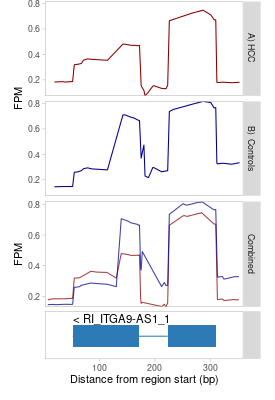 0.8
0.6
0.4
0.2
FPM
A) HCC
0.8
0.6
0.4
0.2
B). Controls
0.8
0.6
0.4
0.2
FPM
Combined
< RI_ITGA9-AS1_1
100
200
300
Distance from region start (bp)